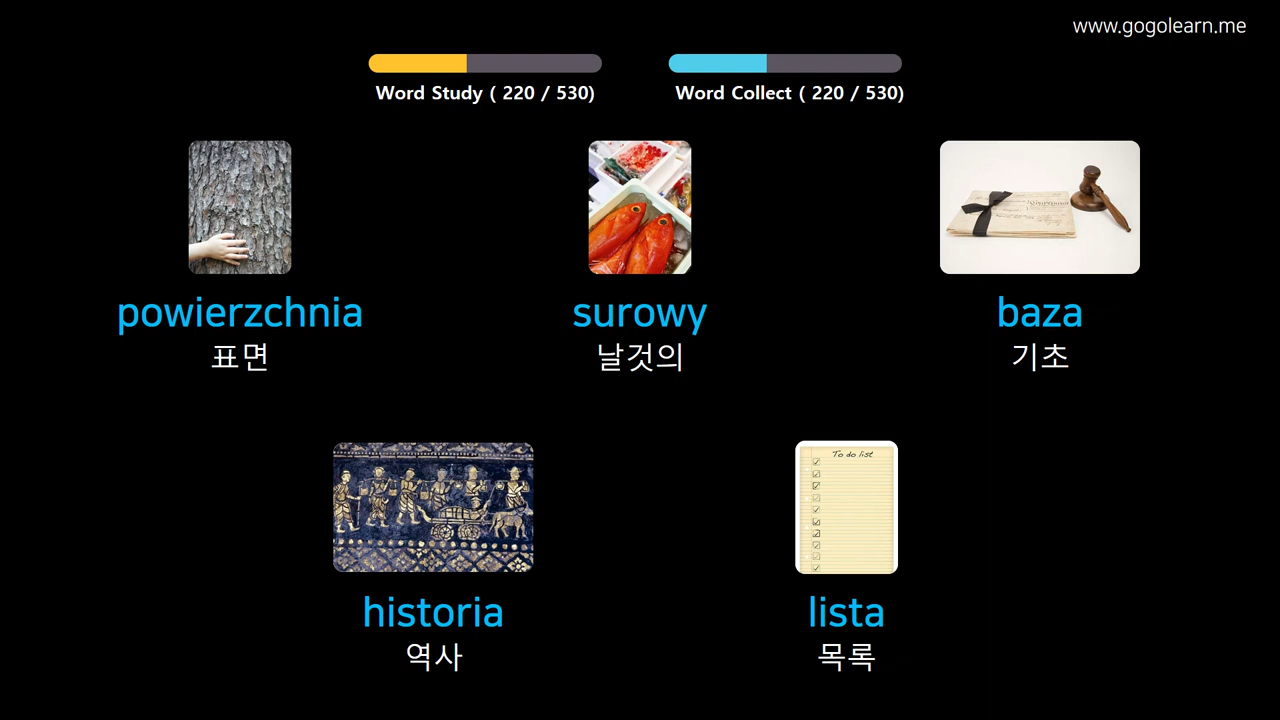 www.gogolearn.me
Word Study ( 220 / 530)
Word Collect ( 220 / 530)
powierzchnia
표면
surowy
날것의
baza
기초
To do list
historia
역사
lista
목록